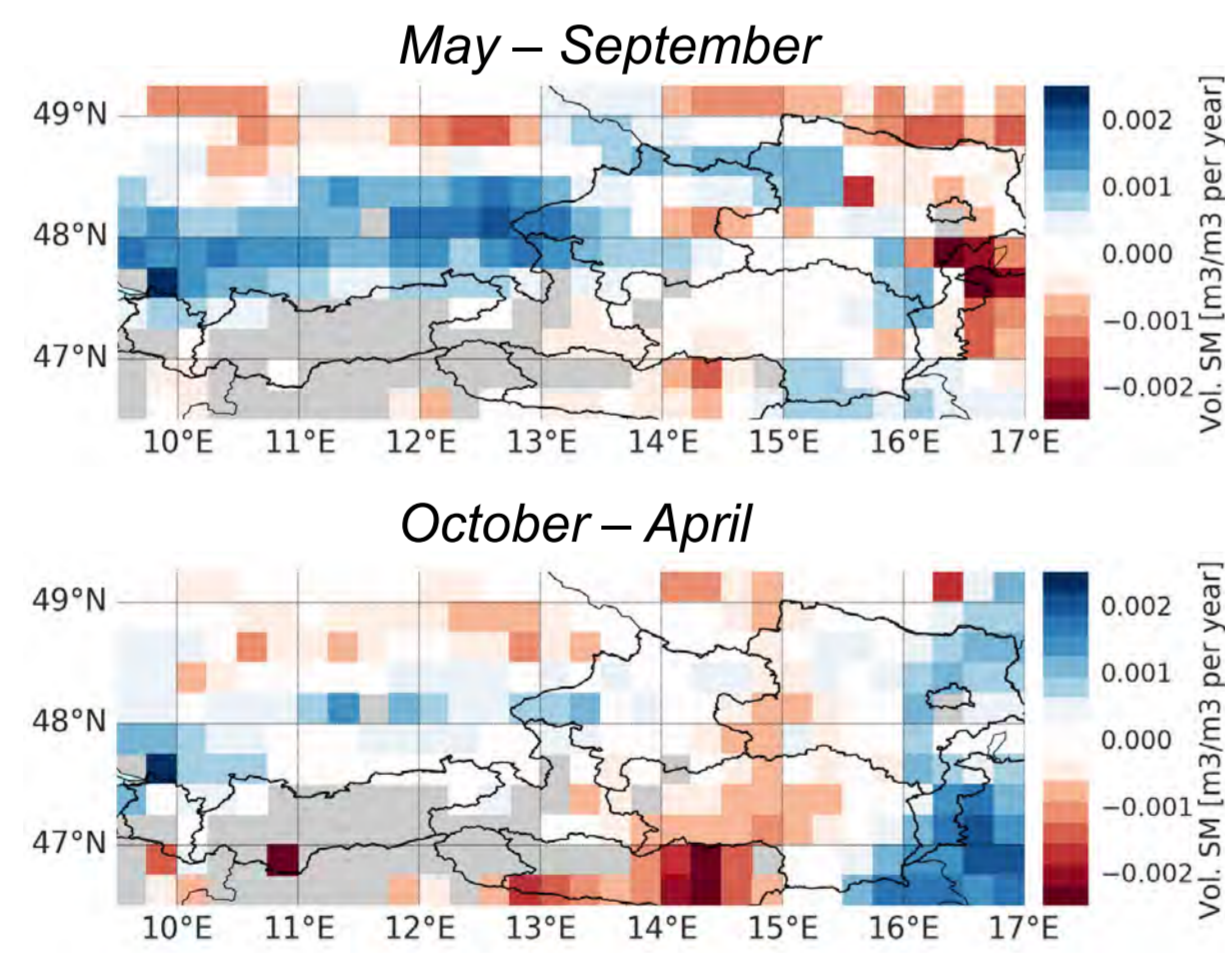 May – September
49°N
48°N
47°N
10°E 11°E 12°E 13°E 14°E 15°E 16°E 17°E
0.002
0.001
0.000
−0.001
−0.002
Vol. SM [m3/m3 per year]
October – April
49°N
48°N
47°N
10°E 11°E 12°E 13°E 14°E 15°E 16°E 17°E
0.002
0.001
0.000
−0.001
−0.002
Vol. SM [m3/m3 per year]